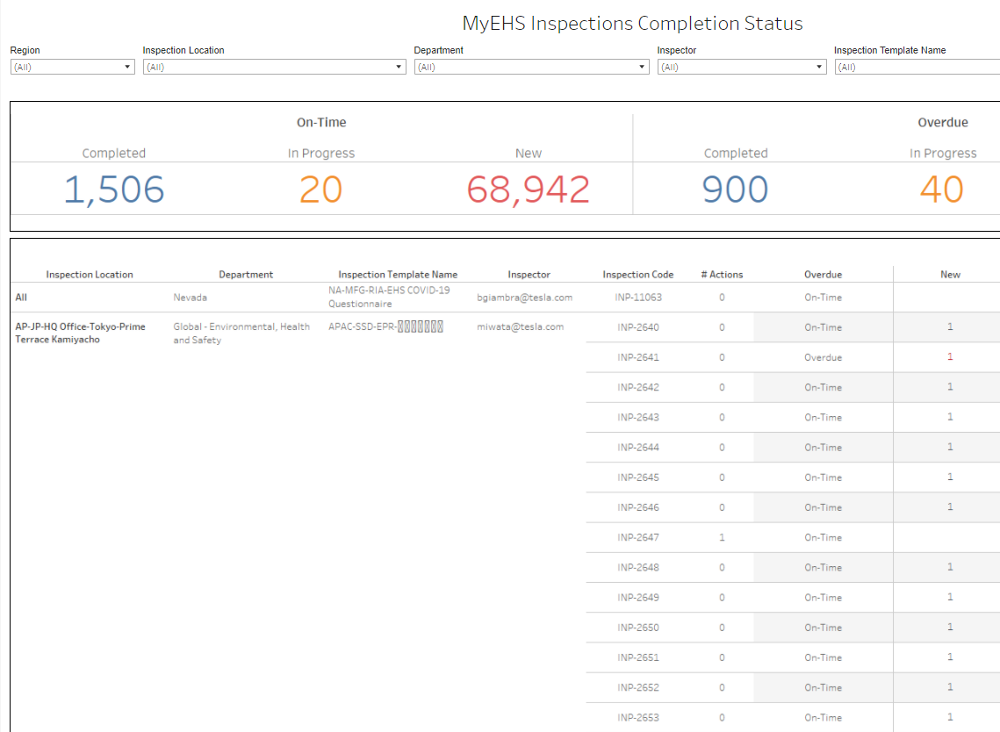 MyEHS Inspections Completion Status
Region Inspection Location Department Inspector Inspection Template Name
(All) (All) (All) (All) (All)
On-Time Overdue
Completed In Progress New Completed In Progress
1,506 20 68,942 900 40
Inspection Location Department Inspection Template Name Inspector Inspection Code # Actions Overdue New
All Nevada NA-MFG-RIA-EHS COVID-19 Questionnaire bgiambra@tesla.com INP-11063 0 On-Time
AP-JP-HQ Office-Tokyo-Prime Terrace Kamiyacho Global - Environmental, Health and Safety APAC-SSD-EPR- miwata@tesla.com INP-2640 0 On-Time 1
INP-2641 0 Overdue 1
INP-2642 0 On-Time 1
INP-2643 0 On-Time 1
INP-2644 0 On-Time 1
INP-2645 0 On-Time 1
INP-2646 0 On-Time 1
INP-2647 1 On-Time
INP-2648 0 On-Time 1
INP-2649 0 On-Time 1
INP-2650 0 On-Time 1
INP-2651 0 On-Time 1
INP-2652 0 On-Time 1
INP-2653 0 On-Time 1